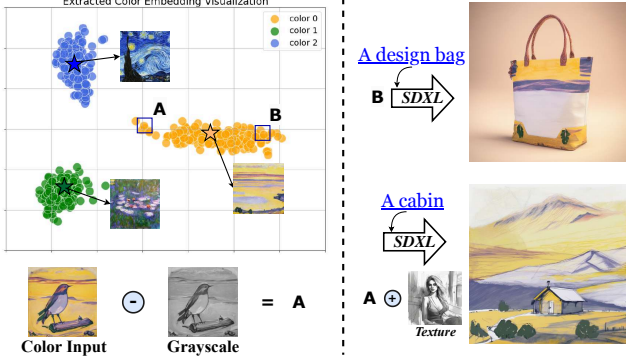 Extracted Color Embedding Visualization
color 0
color 1
color 2
A
B
Color Input
-
Grayscale
=
A
A design bag
B
SDXL
A cabin
SDXL
A
+
Texture